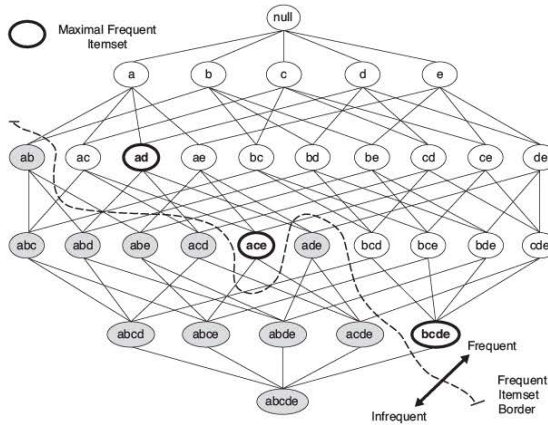 null
Maximal Frequent
Itemset
a b c d e
ab ac ad ae bc bd be cd ce de
abc abd abe acd ace ade bcd bce bde cde
abcd abce abde acde bcde
Frequent
abcde
Infrequent
Frequent
Itemset
Border